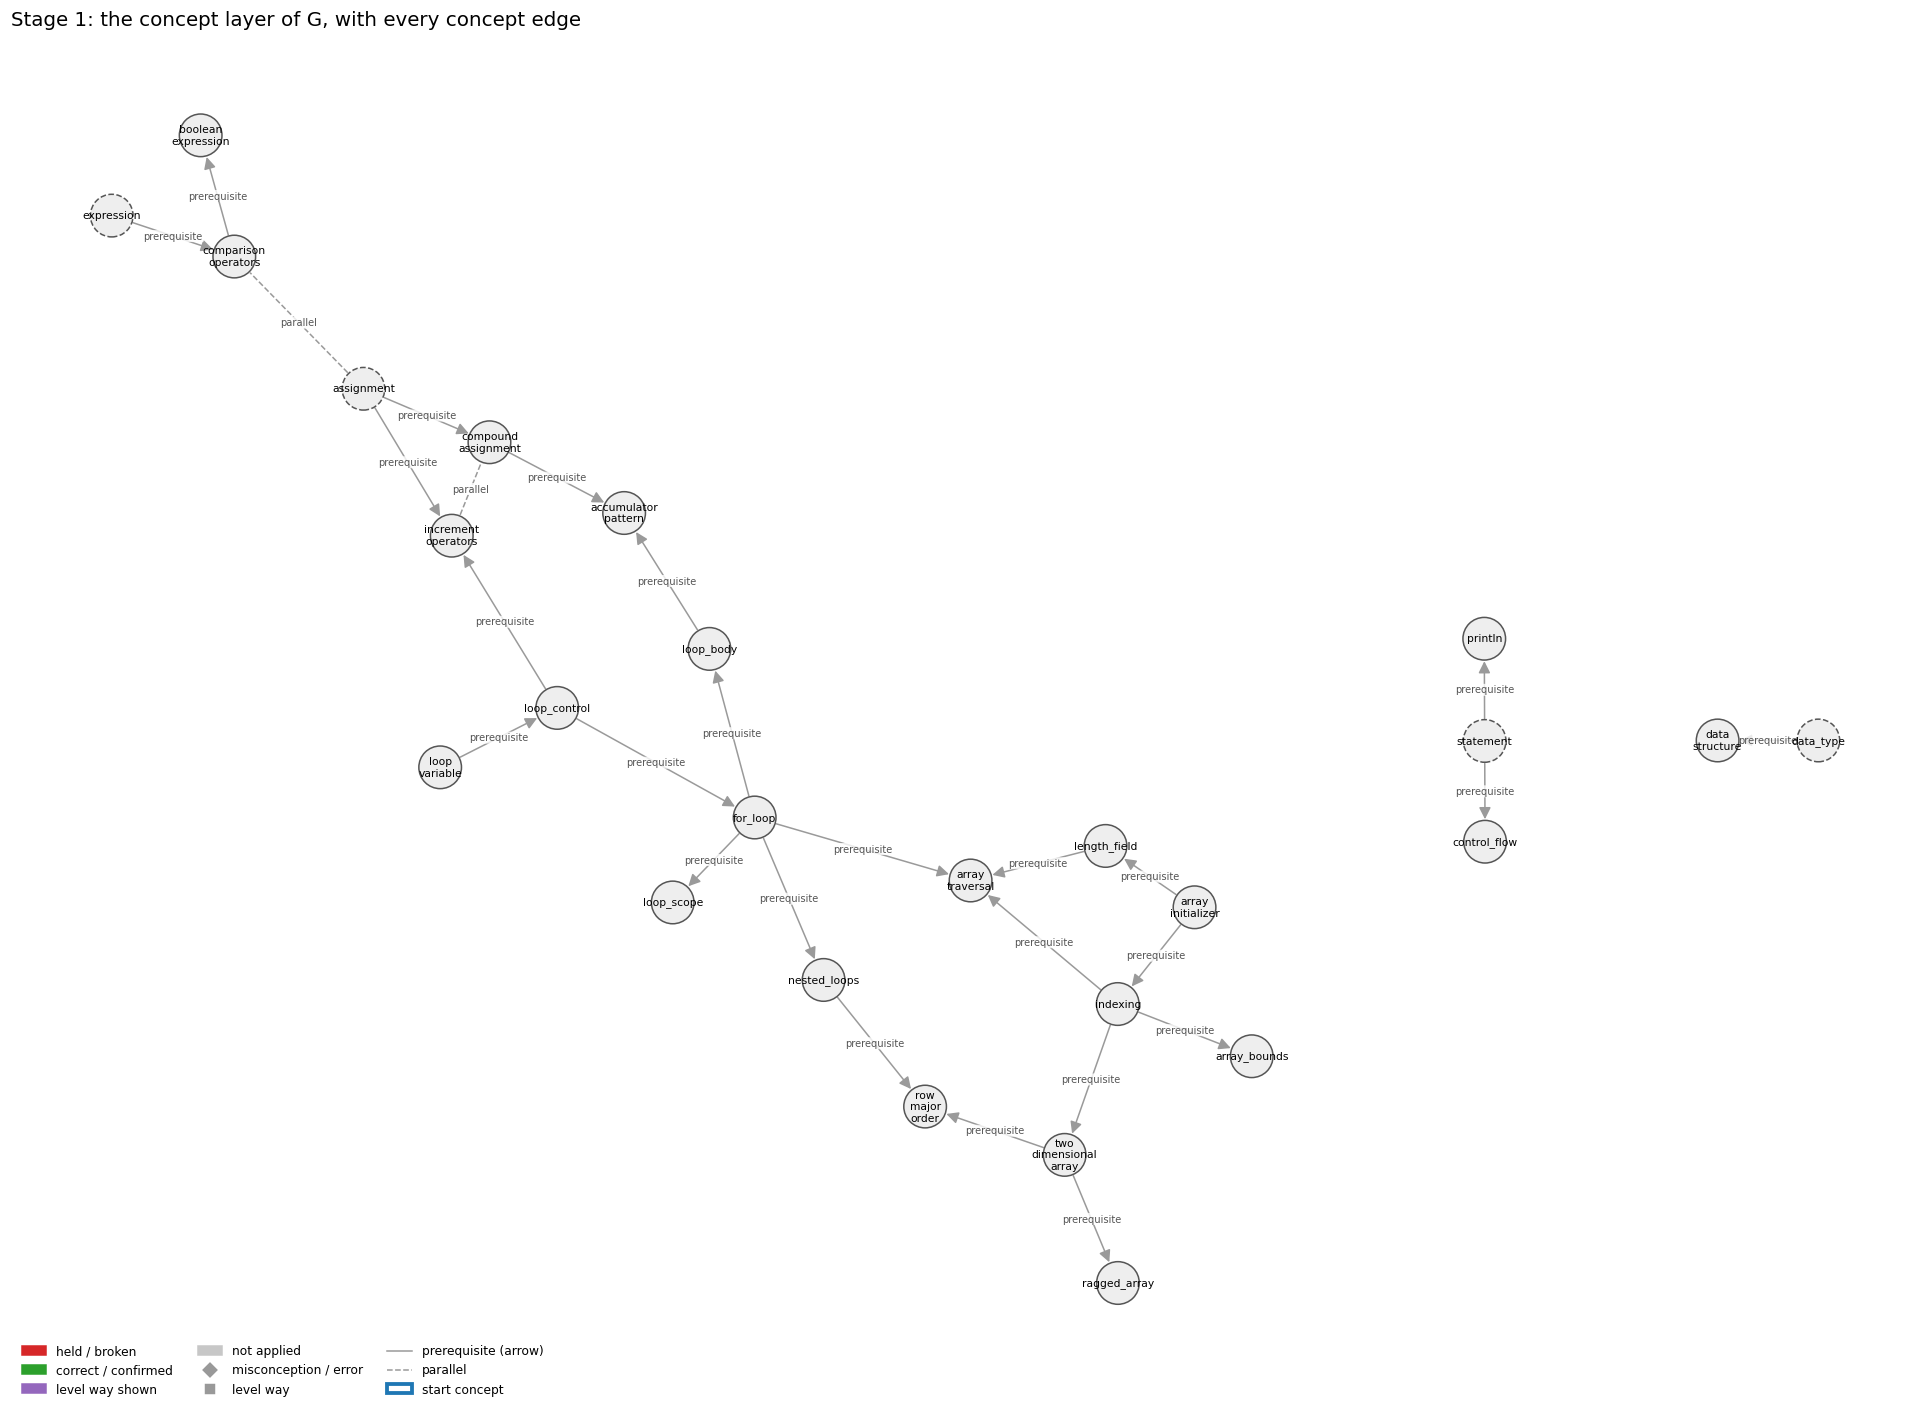 Stage 1: the concept layer of G, with every concept edge
boolean
expression
prerequisite
expression
prerequisite
comparison
operators
parallel
assignment
prerequisite
compound
assignment
prerequisite
prerequisite
parallel
accumulator
pattern
increment
operators
prerequisite
prerequisite
loop_body
println
prerequisite
loop_control
prerequisite
prerequisite
statement
data
structure
prerequisite
data_type
loop
variable
prerequisite
prerequisite
for_loop
control_flow
prerequisite
length_field
prerequisite
prerequisite
array
traversal
prerequisite
loop_scope
prerequisite
array
initializer
prerequisite
prerequisite
nested_loops
indexing
prerequisite
prerequisite
array_bounds
prerequisite
row
major
order
prerequisite
two
dimensional
array
prerequisite
ragged_array
held / broken
correct / confirmed
level way shown
not applied
misconception / error
level way
prerequisite (arrow)
parallel
start concept